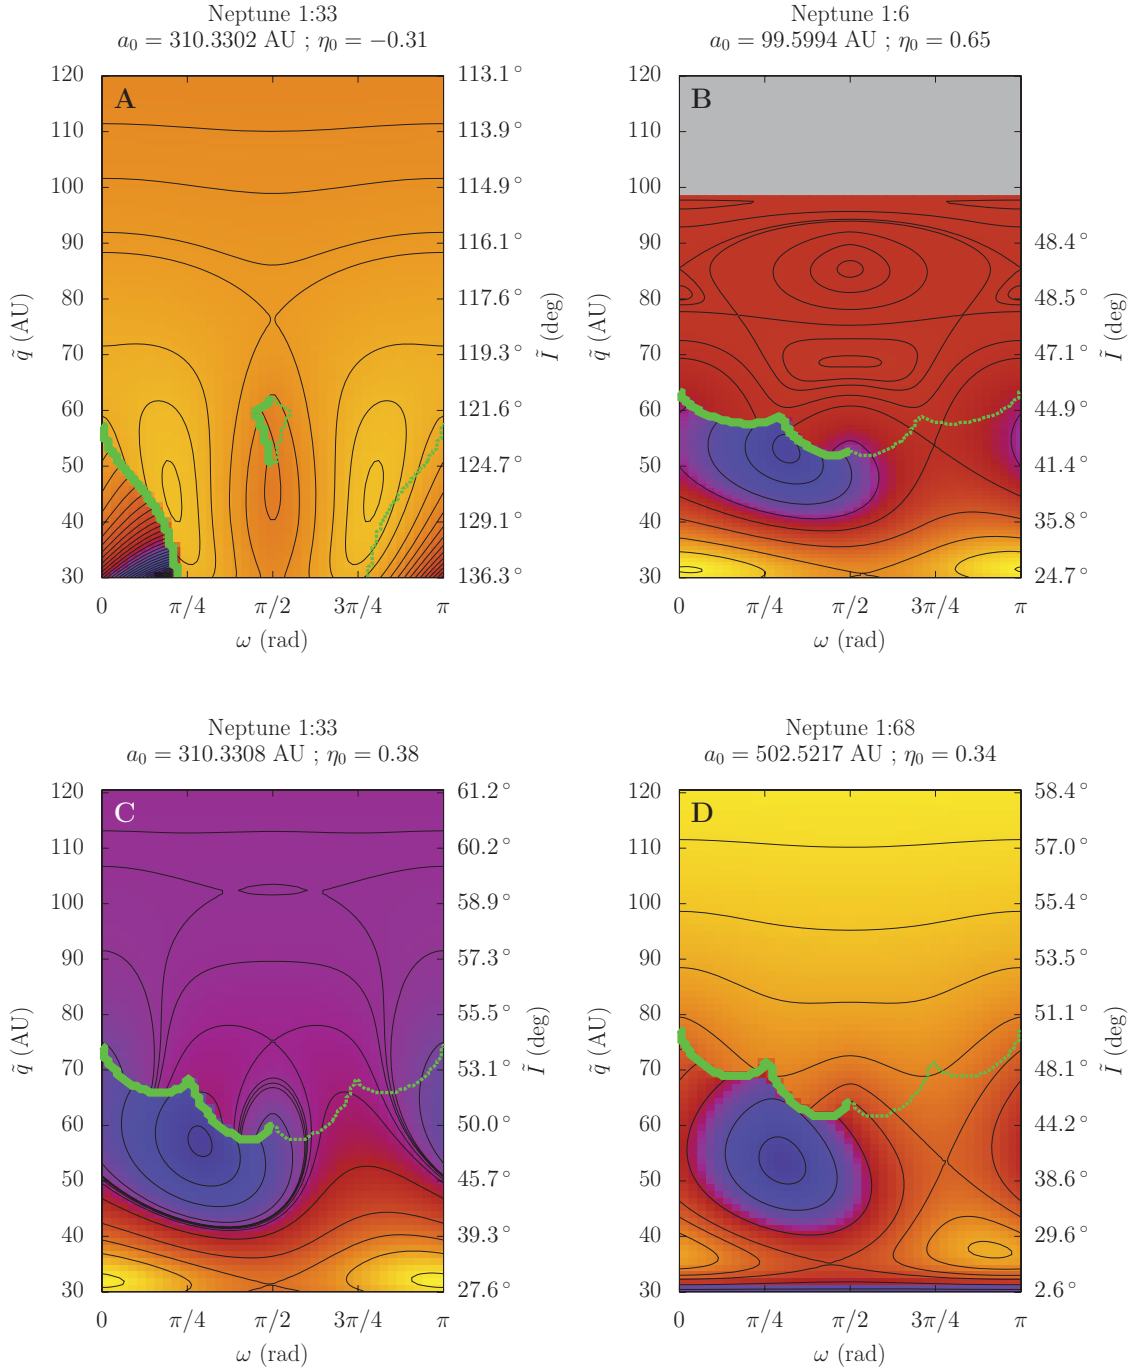 Neptune 1:33
a₀ = 310.3302 AU ; η₀ = −0.31
A
120
110
100
90
80
70
60
50
40
30
q̃ (AU)
113.1°
113.9°
114.9°
116.1°
117.6°
119.3°
121.6°
124.7°
129.1°
136.3°
Ĩ (deg)
0 π/4 π/2 3π/4 π
ω (rad)
Neptune 1:6
a₀ = 99.5994 AU ; η₀ = 0.65
B
120
110
100
90
80
70
60
50
40
30
q̃ (AU)
48.4°
48.5°
47.1°
44.9°
41.4°
35.8°
24.7°
Ĩ (deg)
0 π/4 π/2 3π/4 π
ω (rad)
Neptune 1:33
a₀ = 310.3308 AU ; η₀ = 0.38
C
120
110
100
90
80
70
60
50
40
30
q̃ (AU)
61.2°
60.2°
58.9°
57.3°
55.5°
53.1°
50.0°
45.7°
39.3°
27.6°
Ĩ (deg)
0 π/4 π/2 3π/4 π
ω (rad)
Neptune 1:68
a₀ = 502.5217 AU ; η₀ = 0.34
D
120
110
100
90
80
70
60
50
40
30
q̃ (AU)
58.4°
57.0°
55.4°
53.5°
51.1°
48.1°
44.2°
38.6°
29.6°
2.6°
Ĩ (deg)
0 π/4 π/2 3π/4 π
ω (rad)